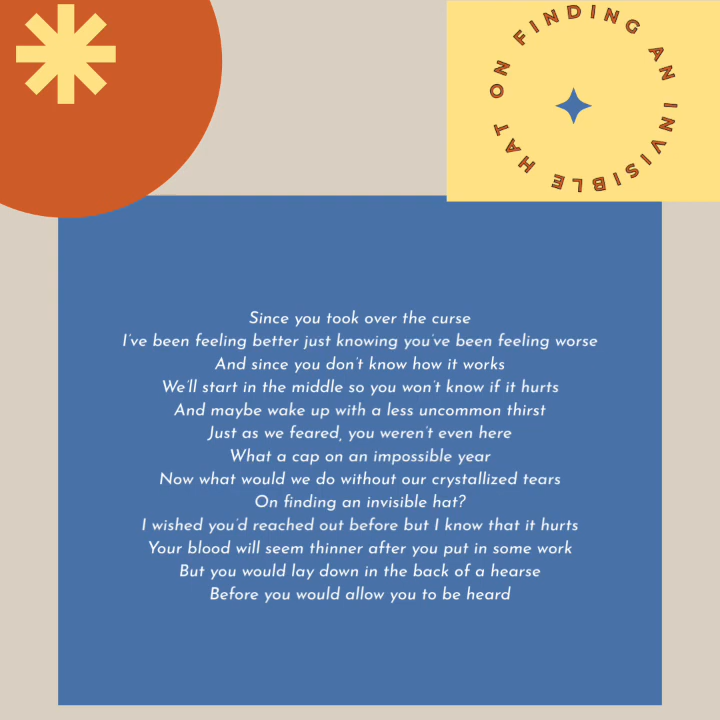 ON FINDING AN INVISIBLE HAT
Since you took over the curse
I've been feeling better just knowing you've been feeling worse
And since you don't know how it works
We'll start in the middle so you won't know if it hurts
And maybe wake up with a less uncommon thirst
Just as we feared, you weren't even here
What a cap on an impossible year
Now what would we do without our crystallized tears
On finding an invisible hat?
I wished you'd reached out before but I know that it hurts
Your blood will seem thinner after you put in some work
But you would lay down in the back of a hearse
Before you would allow you to be heard